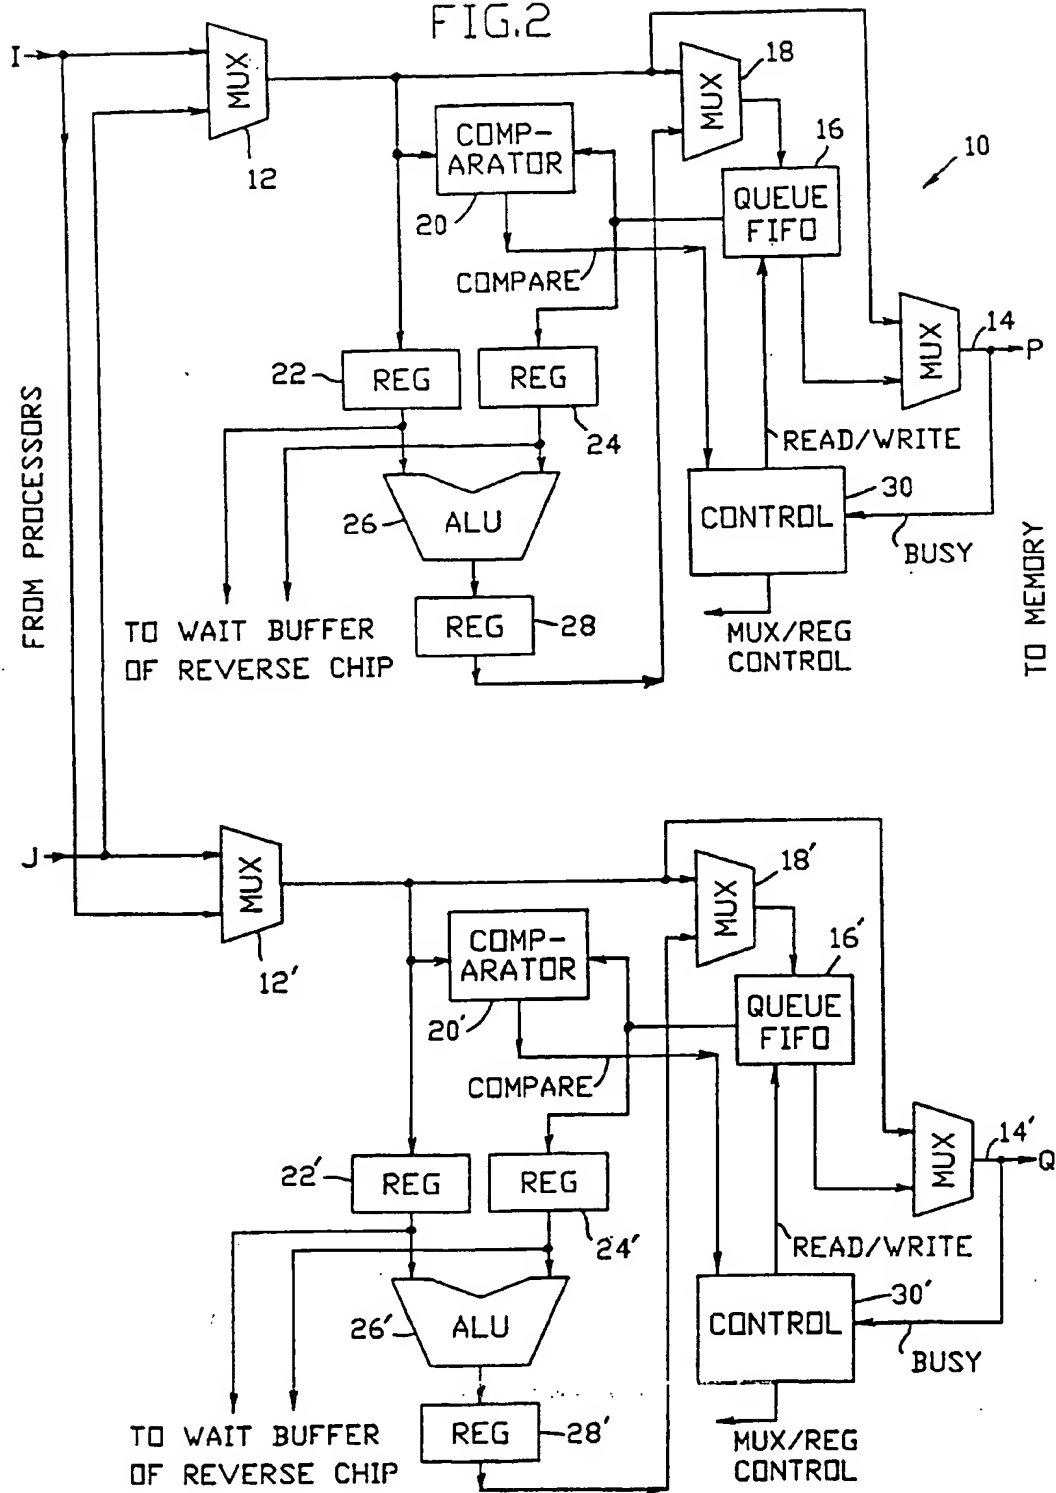 FIG.2
I
MUX
12
COMP-
ARATOR
20
MUX
18
16
QUEUE
FIFO
10
COMPARE
MUX
14
P
22
REG
REG
24
READ/WRITE
26
ALU
CONTROL
30
BUSY
FROM PROCESSORS
TO MEMORY
TO WAIT BUFFER
OF REVERSE CHIP
REG
28
MUX/REG
CONTROL
J
MUX
12'
COMP-
ARATOR
20'
MUX
18'
16'
QUEUE
FIFO
COMPARE
MUX
14'
Q
22'
REG
REG
24'
READ/WRITE
26'
ALU
CONTROL
30'
BUSY
TO WAIT BUFFER
OF REVERSE CHIP
REG
28'
MUX/REG
CONTROL